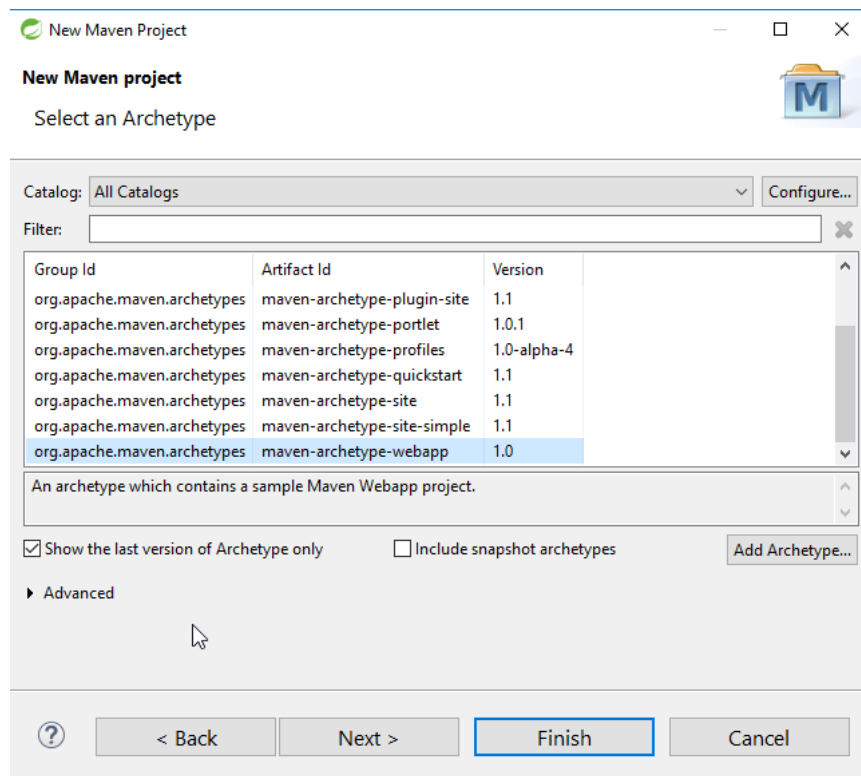 New Maven Project
New Maven project
Select an Archetype
M
Catalog: All Catalogs Configure...
Filter:
Group Id Artifact Id Version
org.apache.maven.archetypes maven-archetype-plugin-site 1.1
org.apache.maven.archetypes maven-archetype-portlet 1.0.1
org.apache.maven.archetypes maven-archetype-profiles 1.0-alpha-4
org.apache.maven.archetypes maven-archetype-quickstart 1.1
org.apache.maven.archetypes maven-archetype-site 1.1
org.apache.maven.archetypes maven-archetype-site-simple 1.1
org.apache.maven.archetypes maven-archetype-webapp 1.0
An archetype which contains a sample Maven Webapp project.
Show the last version of Archetype only Include snapshot archetypes Add Archetype...
Advanced
? < Back Next > Finish Cancel